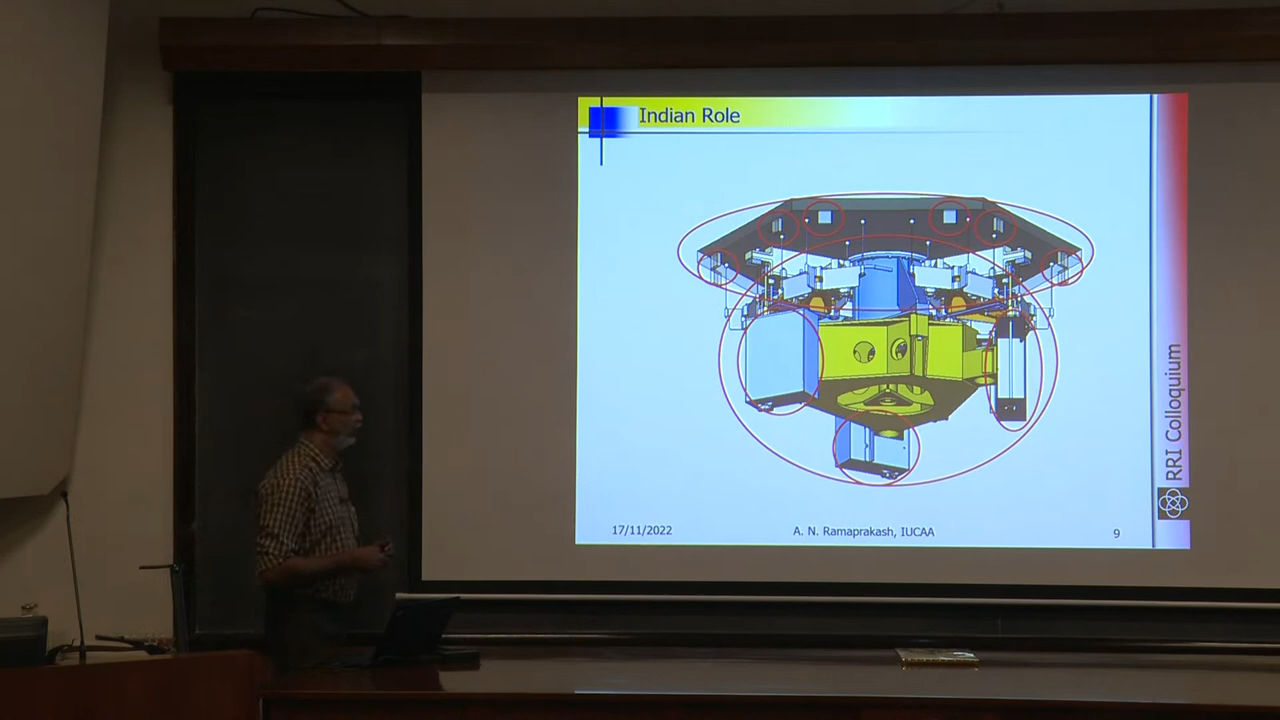 Indian Role
RRI Colloquium
17/11/2022
A. N. Ramaprakash, IUCAA
9